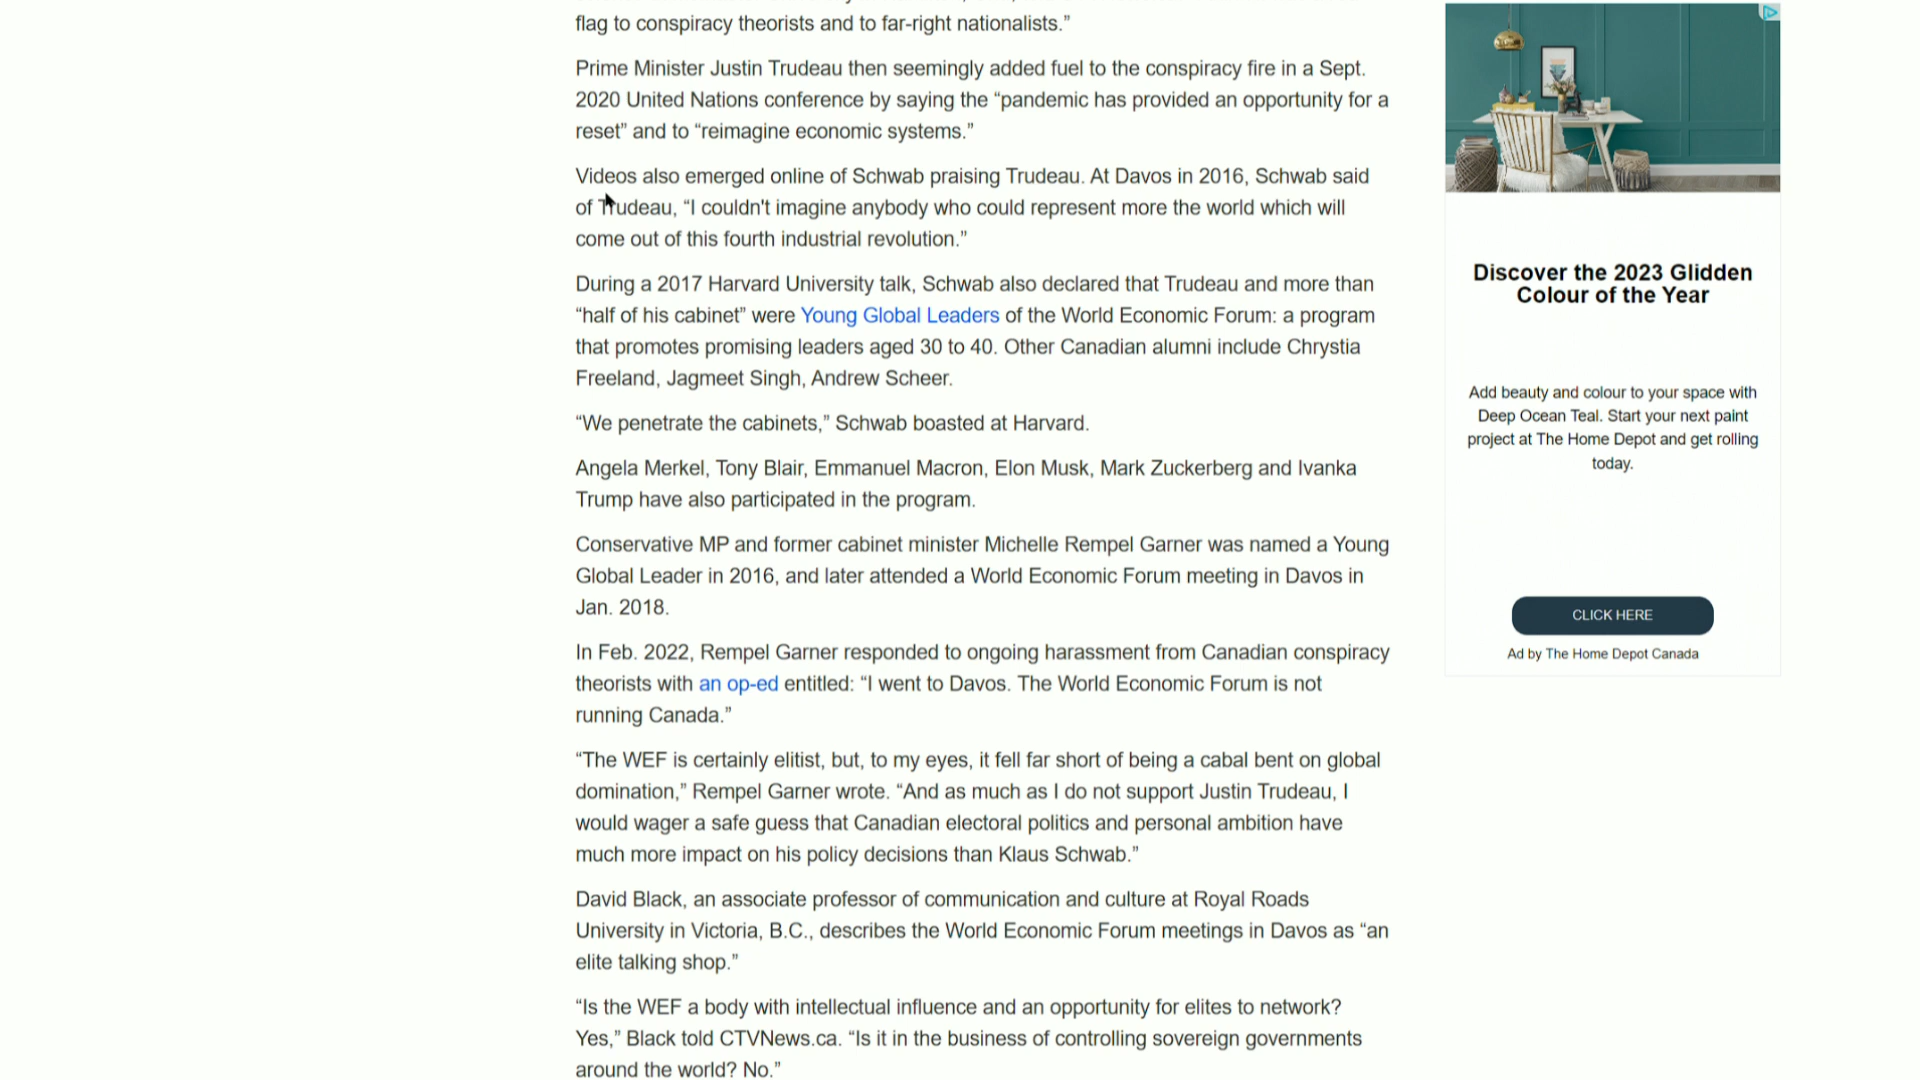 flag to conspiracy theorists and to far-right nationalists.”
Prime Minister Justin Trudeau then seemingly added fuel to the conspiracy fire in a Sept.
2020 United Nations conference by saying the “pandemic has provided an opportunity for a
reset” and to “reimagine economic systems.”
Videos also emerged online of Schwab praising Trudeau. At Davos in 2016, Schwab said
of Trudeau, “I couldn't imagine anybody who could represent more the world which will
come out of this fourth industrial revolution.”
During a 2017 Harvard University talk, Schwab also declared that Trudeau and more than
“half of his cabinet” were Young Global Leaders of the World Economic Forum: a program
that promotes promising leaders aged 30 to 40. Other Canadian alumni include Chrystia
Freeland, Jagmeet Singh, Andrew Scheer.
“We penetrate the cabinets,” Schwab boasted at Harvard.
Angela Merkel, Tony Blair, Emmanuel Macron, Elon Musk, Mark Zuckerberg and Ivanka
Trump have also participated in the program.
Conservative MP and former cabinet minister Michelle Rempel Garner was named a Young
Global Leader in 2016, and later attended a World Economic Forum meeting in Davos in
Jan. 2018.
In Feb. 2022, Rempel Garner responded to ongoing harassment from Canadian conspiracy
theorists with an op-ed entitled: “I went to Davos. The World Economic Forum is not
running Canada.”
“The WEF is certainly elitist, but, to my eyes, it fell far short of being a cabal bent on global
domination,” Rempel Garner wrote. “And as much as I do not support Justin Trudeau, I
would wager a safe guess that Canadian electoral politics and personal ambition have
much more impact on his policy decisions than Klaus Schwab.”
David Black, an associate professor of communication and culture at Royal Roads
University in Victoria, B.C., describes the World Economic Forum meetings in Davos as “an
elite talking shop.”
“Is the WEF a body with intellectual influence and an opportunity for elites to network?
Yes,” Black told CTVNews.ca. “Is it in the business of controlling sovereign governments
around the world? No.”
Discover the 2023 Glidden
Colour of the Year
Add beauty and colour to your space with
Deep Ocean Teal. Start your next paint
project at The Home Depot and get rolling
today.
CLICK HERE
Ad by The Home Depot Canada